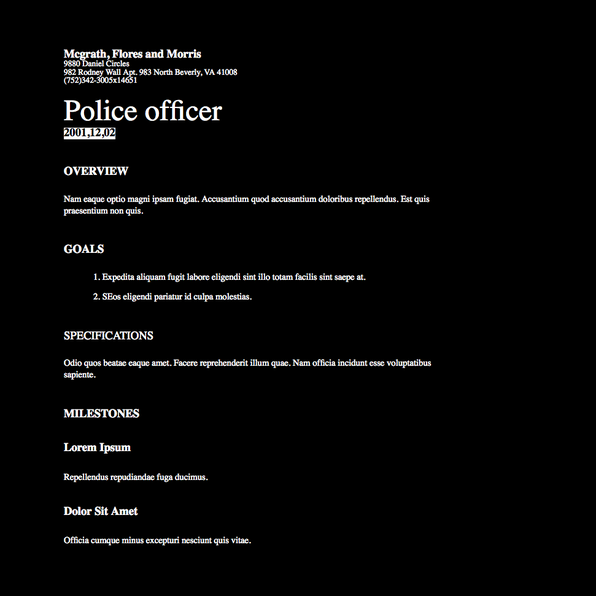 Mcgrath, Flores and Morris
9880 Daniel Circles
982 Rodney Wall Apt. 983 North Beverly, VA 41008
(752)342-3005x14651
Police officer
2001,12,02
OVERVIEW
Nam eaque optio magni ipsam fugiat. Accusantium quod accusantium doloribus repellendus. Est quis
praesentium non quis.
GOALS
1. Expedita aliquam fugit labore eligendi sint illo totam facilis sint saepe at.
2. SEos eligendi pariatur id culpa molestias.
SPECIFICATIONS
Odio quos beatae eaque amet. Facere reprehenderit illum quae. Nam officia incidunt esse voluptatibus
sapiente.
MILESTONES
Lorem Ipsum
Repellendus repudiandae fuga ducimus.
Dolor Sit Amet
Officia cumque minus excepturi nesciunt quis vitae.